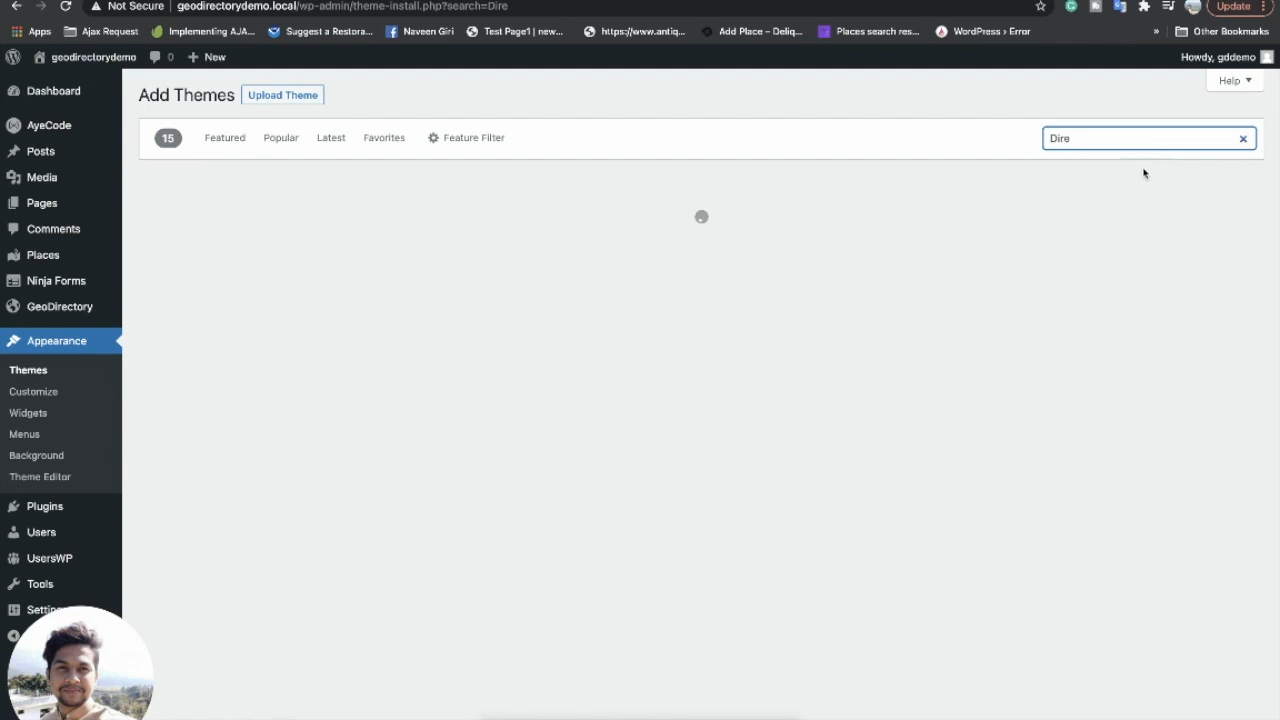 Not Secure | geodirectorydemo.local/wp-admin/theme-install.php?search=Dire
Update
Apps
Ajax Request
Implementing AJA...
Suggest a Restora...
Naveen Giri
Test Page1 | new...
https://www.antiq...
Add Place – Deliq...
Places search res...
WordPress › Error
»
Other Bookmarks
geodirectorydemo
0
New
Howdy, gddemo
Dashboard
AyeCode
Posts
Media
Pages
Comments
Places
Ninja Forms
GeoDirectory
Appearance
Themes
Customize
Widgets
Menus
Background
Theme Editor
Plugins
Users
UsersWP
Tools
Help
Add Themes
Upload Theme
15
Featured
Popular
Latest
Favorites
Feature Filter
Dire